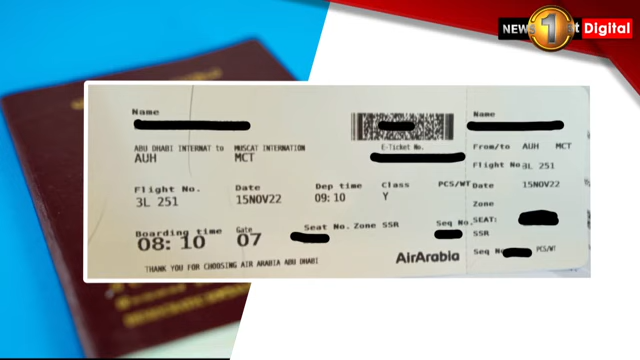 NEWS 1st Digital
Name
ABU DHABI INTERNAT to MUSCAT INTERNATION
AUH MCT
E-Ticket No.
Flight No. Date Dep time Class PCS/WT
3L 251 15NOV22 09:10 Y
Boarding time Gate Seat No. Zone SSR Seq No.
08:10 07
THANK YOU FOR CHOOSING AIR ARABIA ABU DHABI
AirArabia
Name
From/to AUH MCT
Flight No 3L 251
Date 15NOV22
Zone
SEAT:
SSR
Seq No. PCS/WT